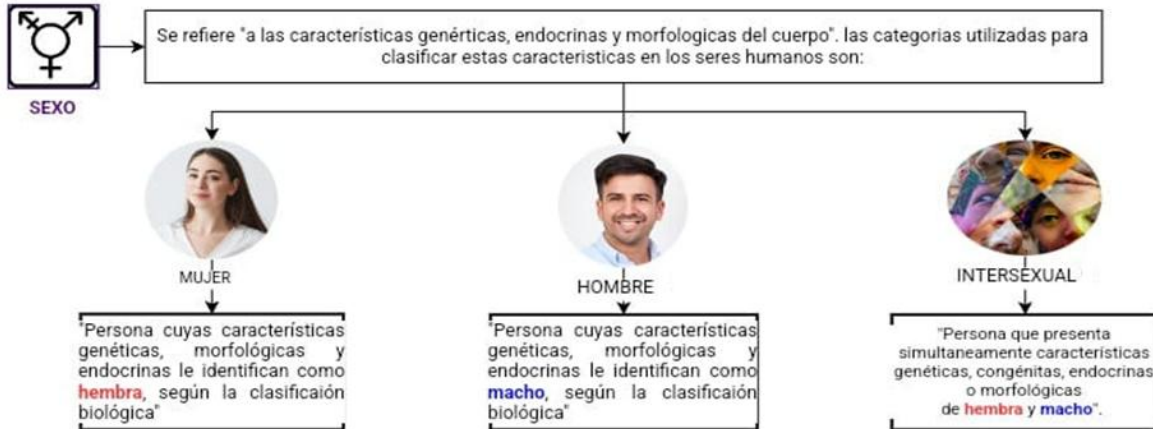 Se refiere "a las características genérticas, endocrinas y morfologicas del cuerpo". las categorias utilizadas para
clasificar estas caracteristicas en los seres humanos son:
SEXO
MUJER
"Persona cuyas características
genéticas, morfológicas y
endocrinas le identifican como
hembra, según la clasificaión
biológica"
HOMBRE
"Persona cuyas características
genéticas, morfológicas y
endocrinas le identifican como
macho, según la clasificaión
biológica"
INTERSEXUAL
"Persona que presenta
simultaneamente características
genéticas, congénitas, endocrinas
o morfológicas
de hembra y macho".